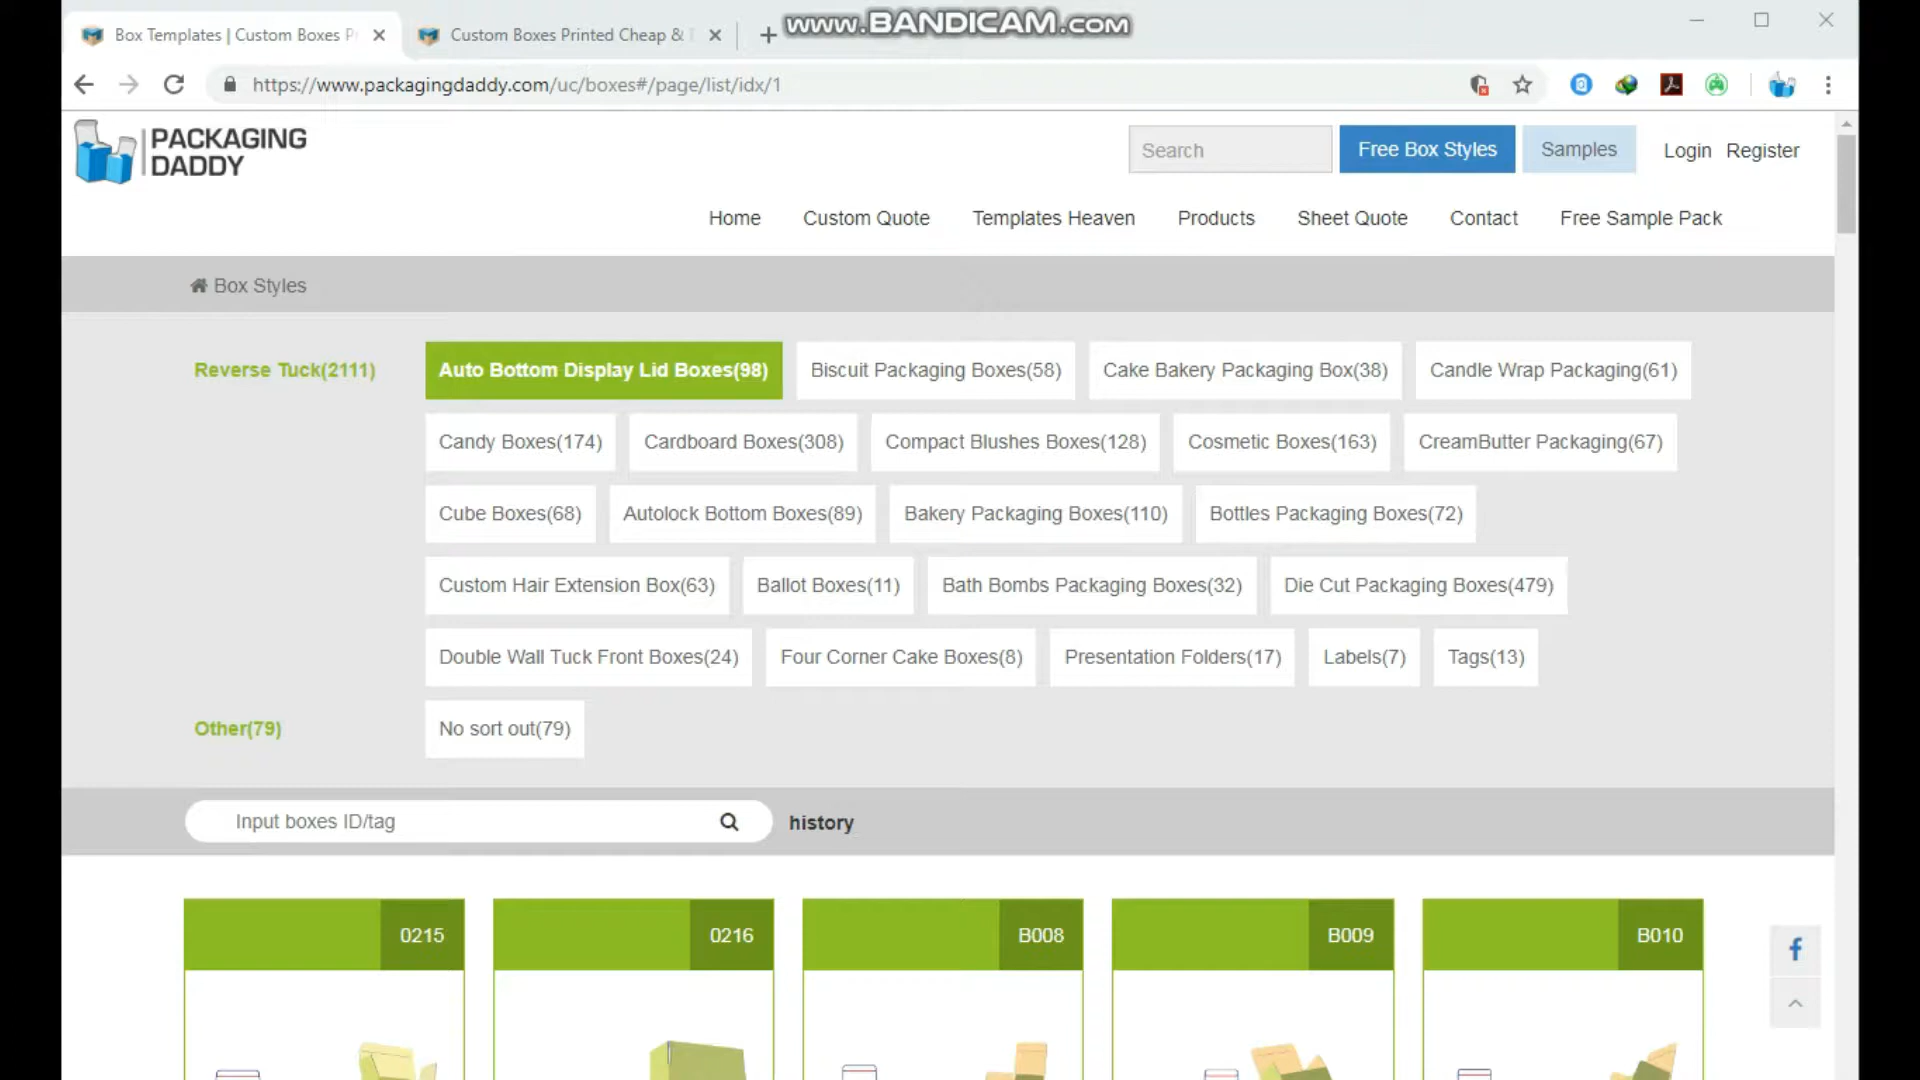 www.BANDICAM.com
Box Templates | Custom Boxes P
Custom Boxes Printed Cheap &
https://www.packagingdaddy.com/uc/boxes#/page/list/idx/1
PACKAGING
DADDY
Search
Free Box Styles
Samples
Login
Register
Home
Custom Quote
Templates Heaven
Products
Sheet Quote
Contact
Free Sample Pack
Box Styles
Reverse Tuck(2111)
Auto Bottom Display Lid Boxes(98)
Biscuit Packaging Boxes(58)
Cake Bakery Packaging Box(38)
Candle Wrap Packaging(61)
Candy Boxes(174)
Cardboard Boxes(308)
Compact Blushes Boxes(128)
Cosmetic Boxes(163)
CreamButter Packaging(67)
Cube Boxes(68)
Autolock Bottom Boxes(89)
Bakery Packaging Boxes(110)
Bottles Packaging Boxes(72)
Custom Hair Extension Box(63)
Ballot Boxes(11)
Bath Bombs Packaging Boxes(32)
Die Cut Packaging Boxes(479)
Double Wall Tuck Front Boxes(24)
Four Corner Cake Boxes(8)
Presentation Folders(17)
Labels(7)
Tags(13)
Other(79)
No sort out(79)
Input boxes ID/tag
history
0215
0216
B008
B009
B010